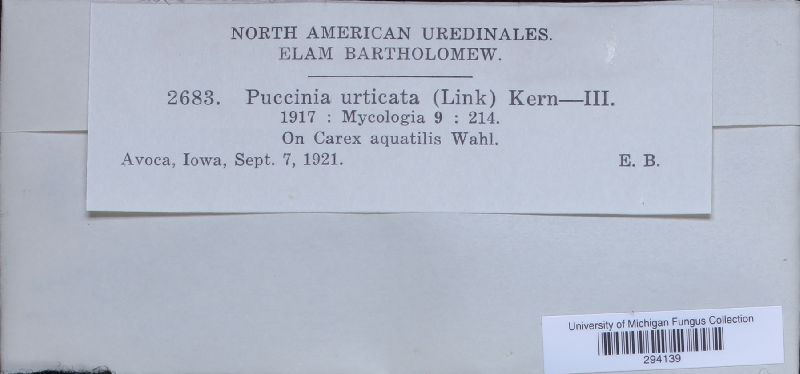 NORTH AMERICAN UREDINALES.
ELAM BARTHOLOMEW.
2683. Puccinia urticata (Link) Kern—III.
1917 : Mycologia 9 : 214.
On Carex aquatilis Wahl.
Avoca, Iowa, Sept. 7, 1921. E. B.
University of Michigan Fungus Collection
294139